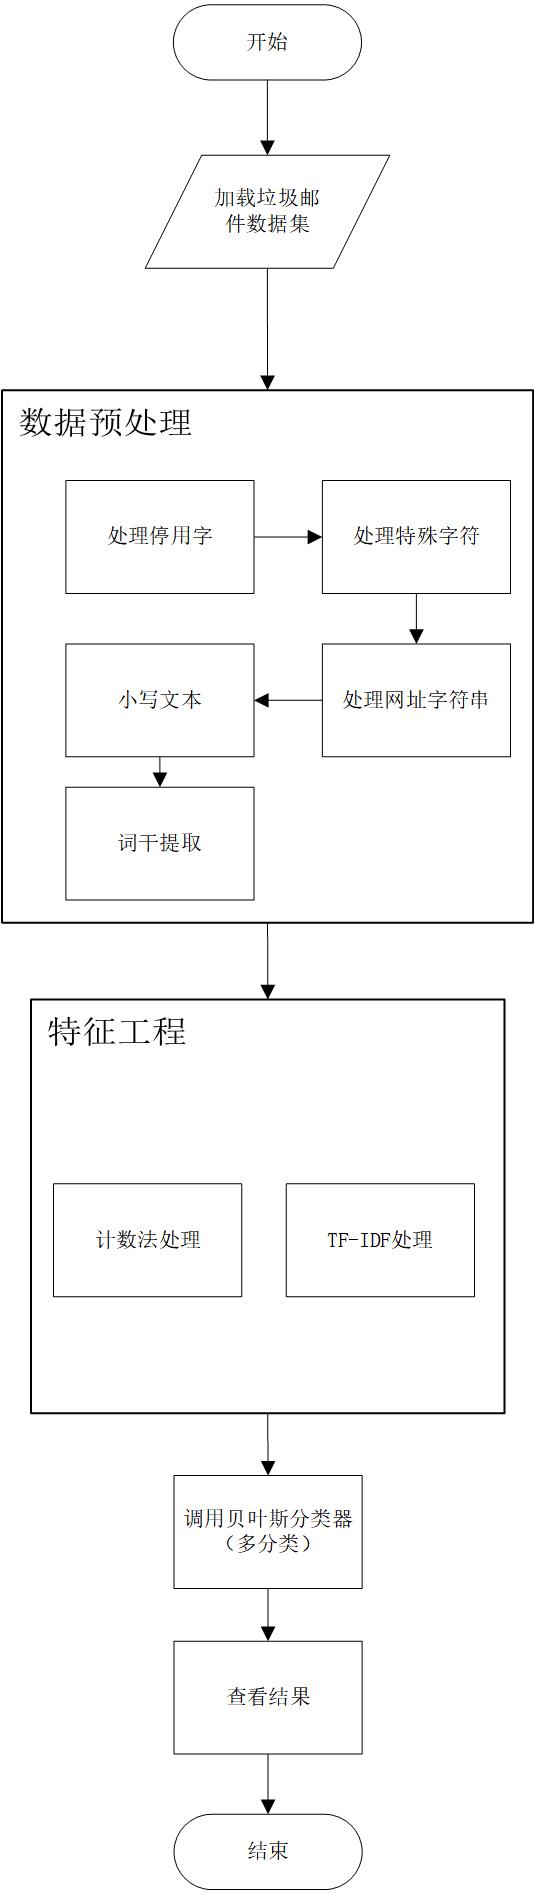 开始
加载垃圾邮
件数据集
数据预处理
处理停用字
处理特殊字符
小写文本
处理网址字符串
词干提取
特征工程
计数法处理
TF-IDF处理
调用贝叶斯分类器
（多分类）
查看结果
结束